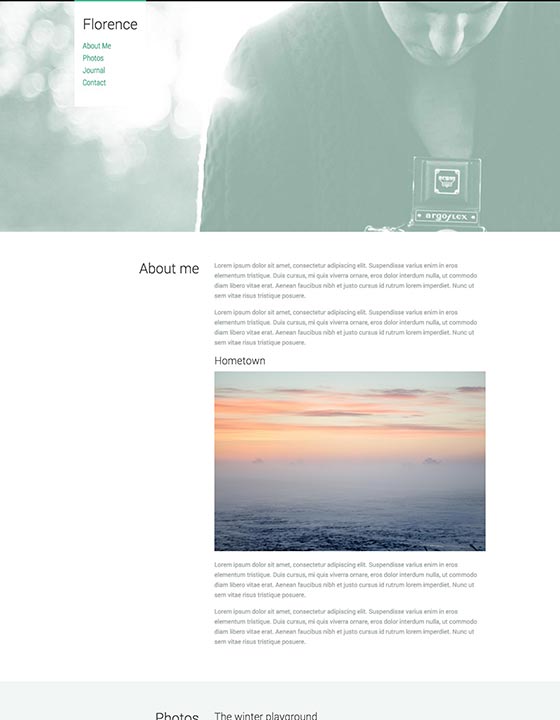 Florence
About Me
Photos
Journal
Contact
argoflex
About me
Lorem ipsum dolor sit amet, consectetur adipiscing elit. Suspendisse varius enim in eros
elementum tristique. Duis cursus, mi quis viverra ornare, eros dolor interdum nulla, ut commodo
diam libero vitae erat. Aenean faucibus nibh et justo cursus id rutrum lorem imperdiet. Nunc ut
sem vitae risus tristique posuere.
Lorem ipsum dolor sit amet, consectetur adipiscing elit. Suspendisse varius enim in eros
elementum tristique. Duis cursus, mi quis viverra ornare, eros dolor interdum nulla, ut commodo
diam libero vitae erat. Aenean faucibus nibh et justo cursus id rutrum lorem imperdiet. Nunc ut
sem vitae risus tristique posuere.
Hometown
Lorem ipsum dolor sit amet, consectetur adipiscing elit. Suspendisse varius enim in eros
elementum tristique. Duis cursus, mi quis viverra ornare, eros dolor interdum nulla, ut commodo
diam libero vitae erat. Aenean faucibus nibh et justo cursus id rutrum lorem imperdiet. Nunc ut
sem vitae risus tristique posuere.
Lorem ipsum dolor sit amet, consectetur adipiscing elit. Suspendisse varius enim in eros
elementum tristique. Duis cursus, mi quis viverra ornare, eros dolor interdum nulla, ut commodo
diam libero vitae erat. Aenean faucibus nibh et justo cursus id rutrum lorem imperdiet. Nunc ut
sem vitae risus tristique posuere.
Photos
The winter playground